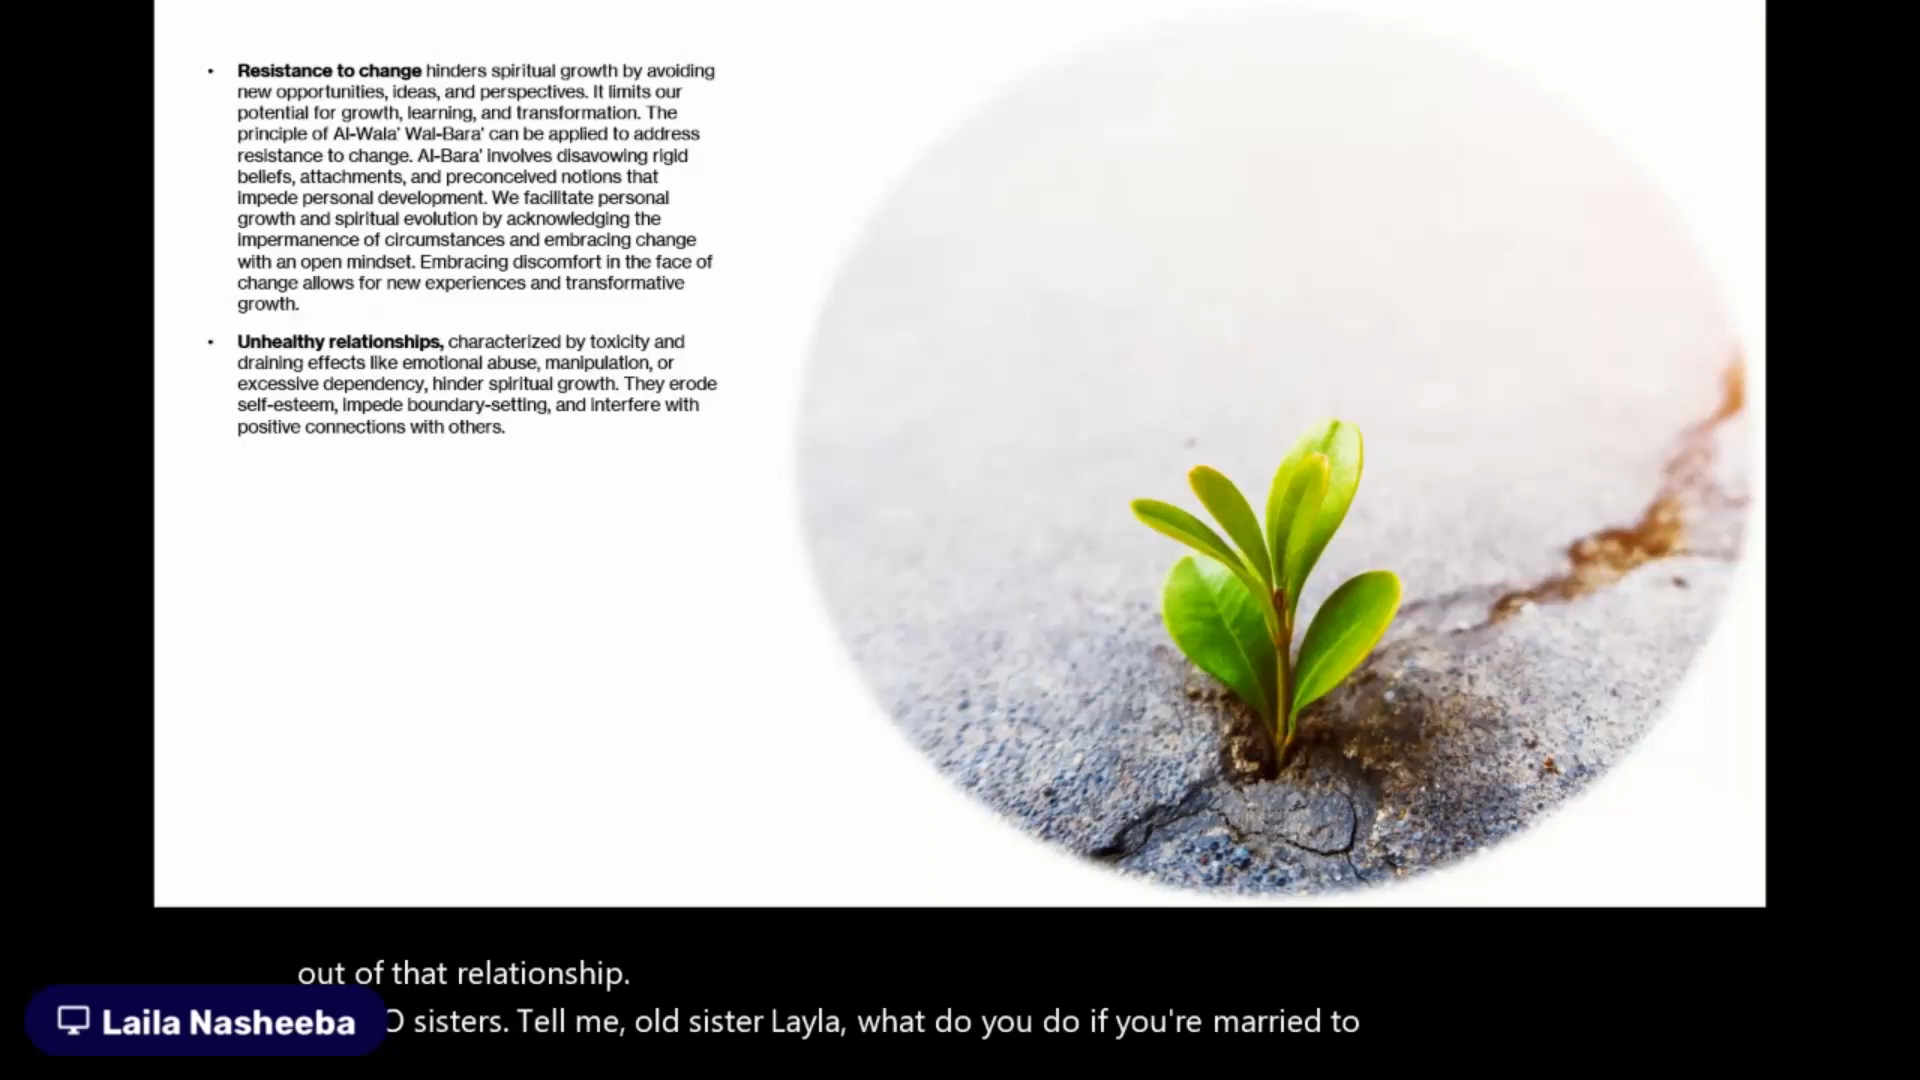 • Resistance to change hinders spiritual growth by avoiding
new opportunities, ideas, and perspectives. It limits our
potential for growth, learning, and transformation. The
principle of Al-Wala’ Wal-Bara’ can be applied to address
resistance to change. Al-Bara’ involves disavowing rigid
beliefs, attachments, and preconceived notions that
impede personal development. We facilitate personal
growth and spiritual evolution by acknowledging the
impermanence of circumstances and embracing change
with an open mindset. Embracing discomfort in the face of
change allows for new experiences and transformative
growth.
• Unhealthy relationships, characterized by toxicity and
draining effects like emotional abuse, manipulation, or
excessive dependency, hinder spiritual growth. They erode
self-esteem, impede boundary-setting, and interfere with
positive connections with others.
out of that relationship.
O sisters. Tell me, old sister Layla, what do you do if you're married to
Laila Nasheeba